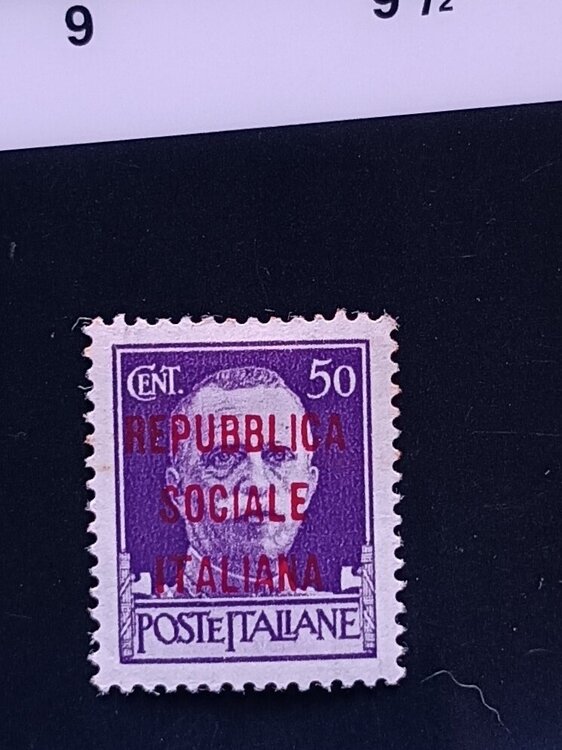 9 9 ½
CENT. 50
REPUBBLICA
SOCIALE
ITALIANA
POSTE ITALIANE